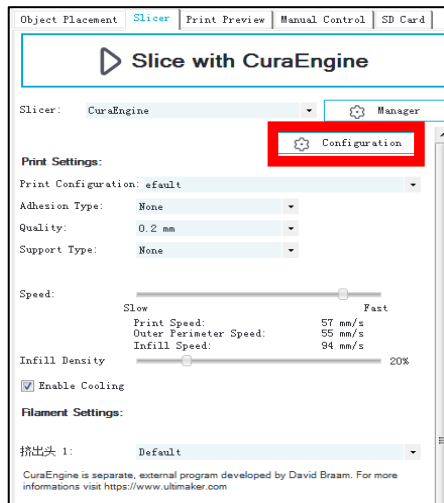 Object Placement Slicer Print Preview Manual Control SD Card
Slice with CuraEngine
Slicer: CuraEngine Manager
Configuration
Print Settings:
Print Configuration: efault
Adhesion Type: None
Quality: 0.2 mm
Support Type: None
Speed:
Slow Fast
Print Speed: 57 mm/s
Outer Perimeter Speed: 55 mm/s
Infill Speed: 94 mm/s
Infill Density 20%
Enable Cooling
Filament Settings:
挤出头 1: Default
CuraEngine is separate, external program developed by David Braam. For more
informations visit https://www.ultimaker.com